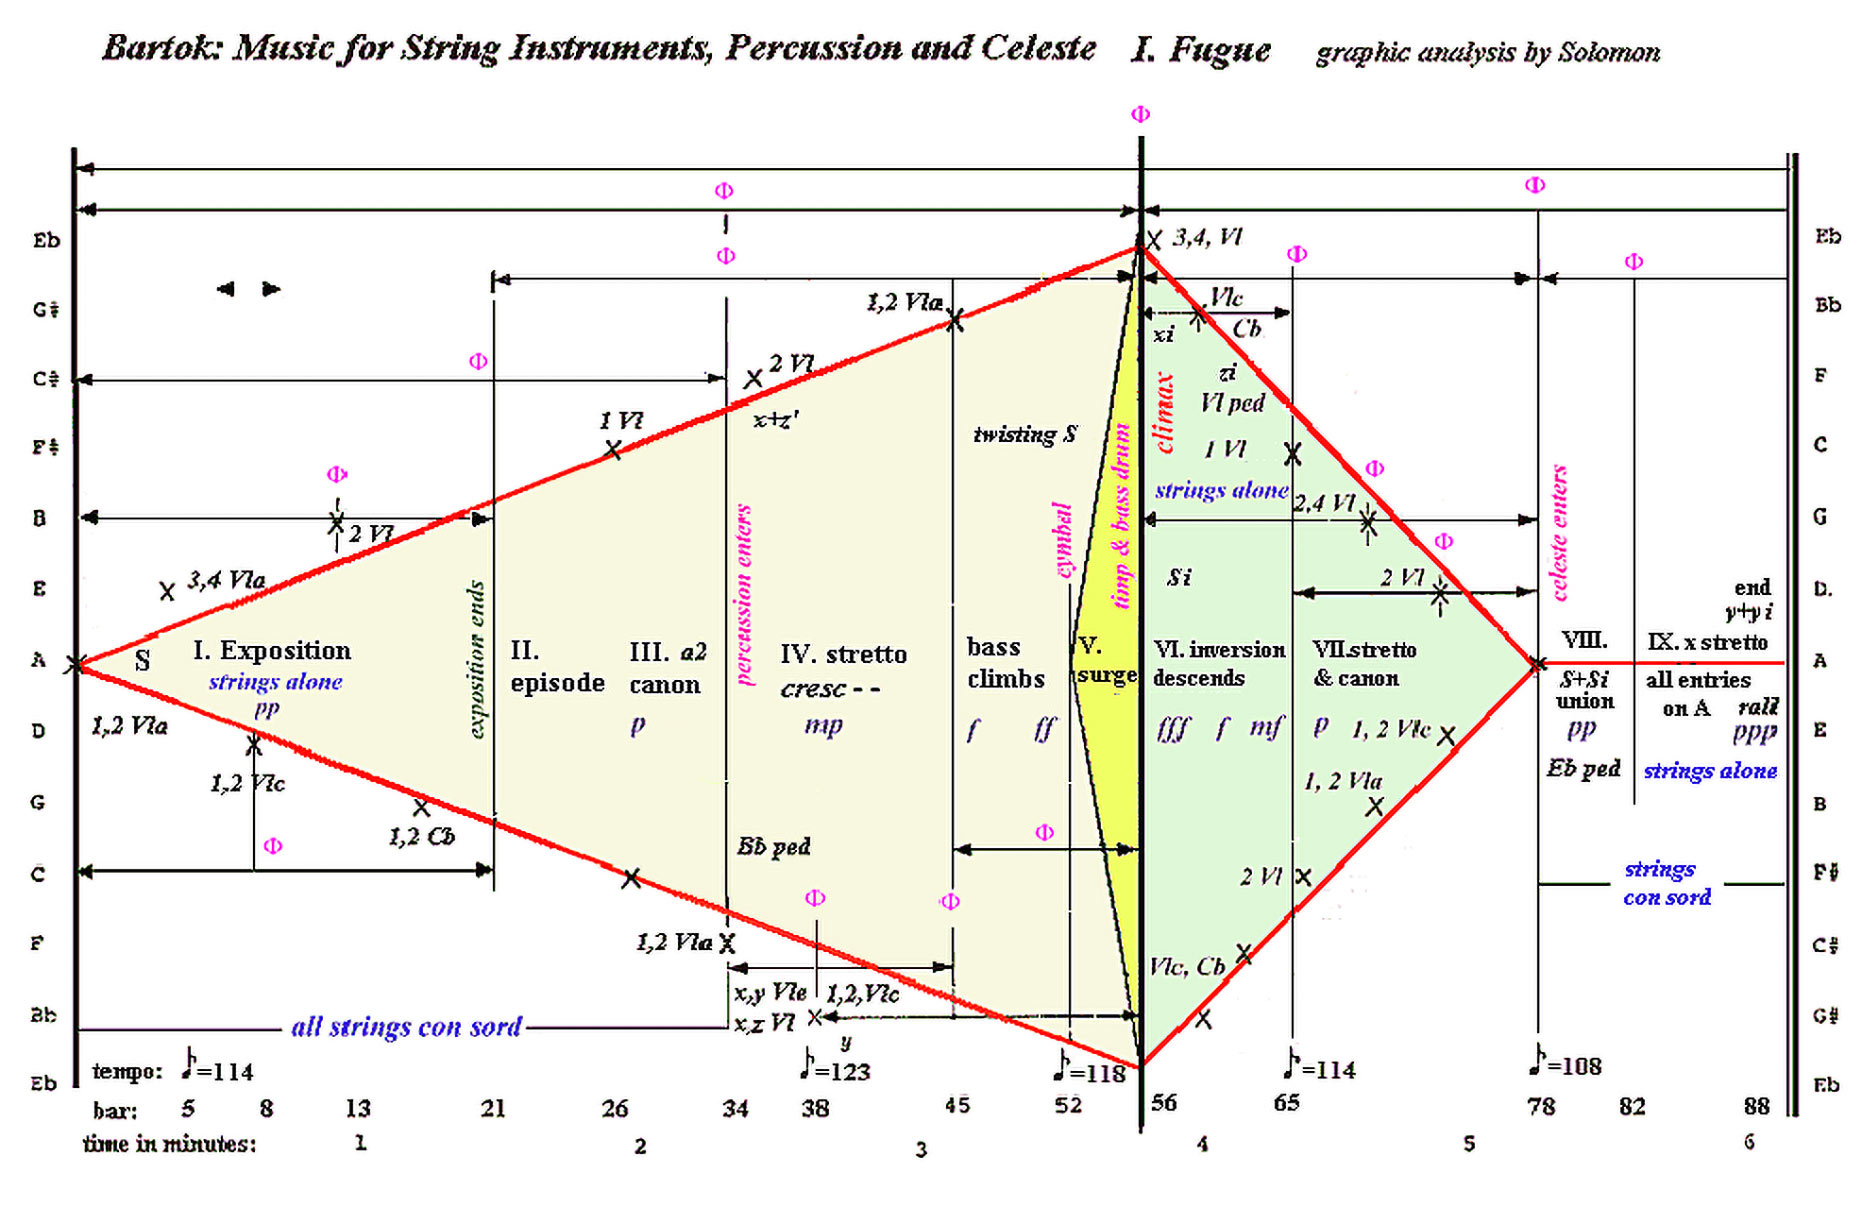 Bartok: Music for String Instruments, Percussion and Celeste I. Fugue graphic analysis by Solomon
Φ
Φ Φ
Eb 3,4, Vl Eb
Φ Φ Φ
G# 1,2 Vla Vlc Bb
xi Cb
Φ
C# 2 Vl zi F
x+z' Vl ped
climax
F# 1 Vl twisting S 1 Vl C
Φ Φ
strings alone
B 2 Vl 2,4 Vl G
percussion enters
cymbal
timp & bass drum
celeste enters
Φ
E 3,4 Vla Si 2 Vl D.
exposition ends
end
y+y i
A S I. Exposition II. III. a2 IV. stretto bass V. VI. inversion VII.stretto VIII. IX. x stretto A
strings alone episode canon cresc - - climbs surge descends & canon S+Si all entries
pp union on A rall
1,2 Vla
D p mp f ff fff f mf p 1, 2 Vlc pp ppp E
1,2 Vlc Eb ped strings alone
G 1,2 Cb 1, 2 Vla B
Φ Bb ped Φ
C 2 Vl strings F#
con sord
Φ Φ
F 1,2 Vla C#
Vlc, Cb
x,y Vle 1,2,Vlc
Bb x,z Vl G#
all strings con sord y
Eb tempo: ♪=114 ♪=123 ♪=118 ♪=114 ♪=108 Eb
bar: 5 8 13 21 26 34 38 45 52 56 65 78 82 88
time in minutes: 1 2 3 4 5 6